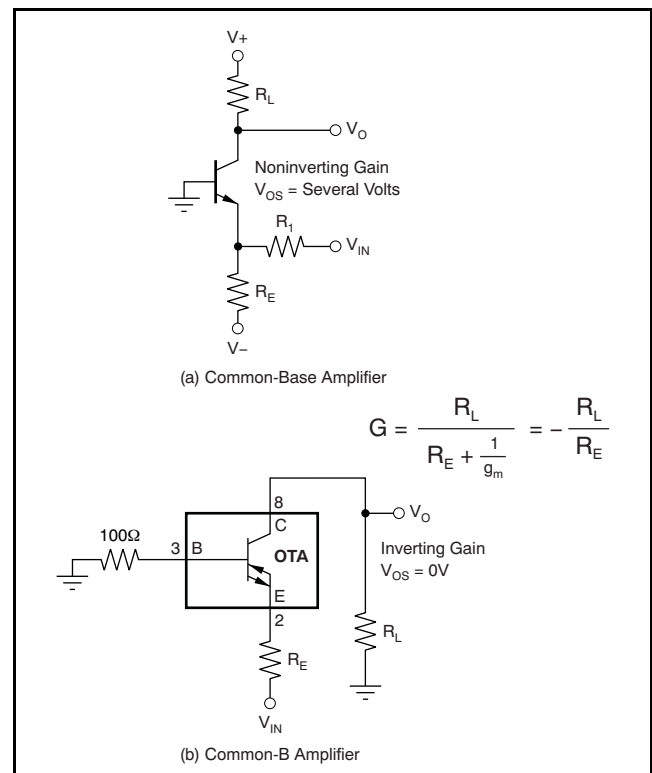 V+
R_L
V_O
Noninverting Gain
V_OS = Several Volts
R_1
V_IN
R_E
V−
(a) Common-Base Amplifier
G = R_L / (R_E + 1/g_m) = − R_L / R_E
8
V_O
C
100Ω
3 B
OTA
Inverting Gain
V_OS = 0V
E
2
R_L
R_E
V_IN
(b) Common-B Amplifier